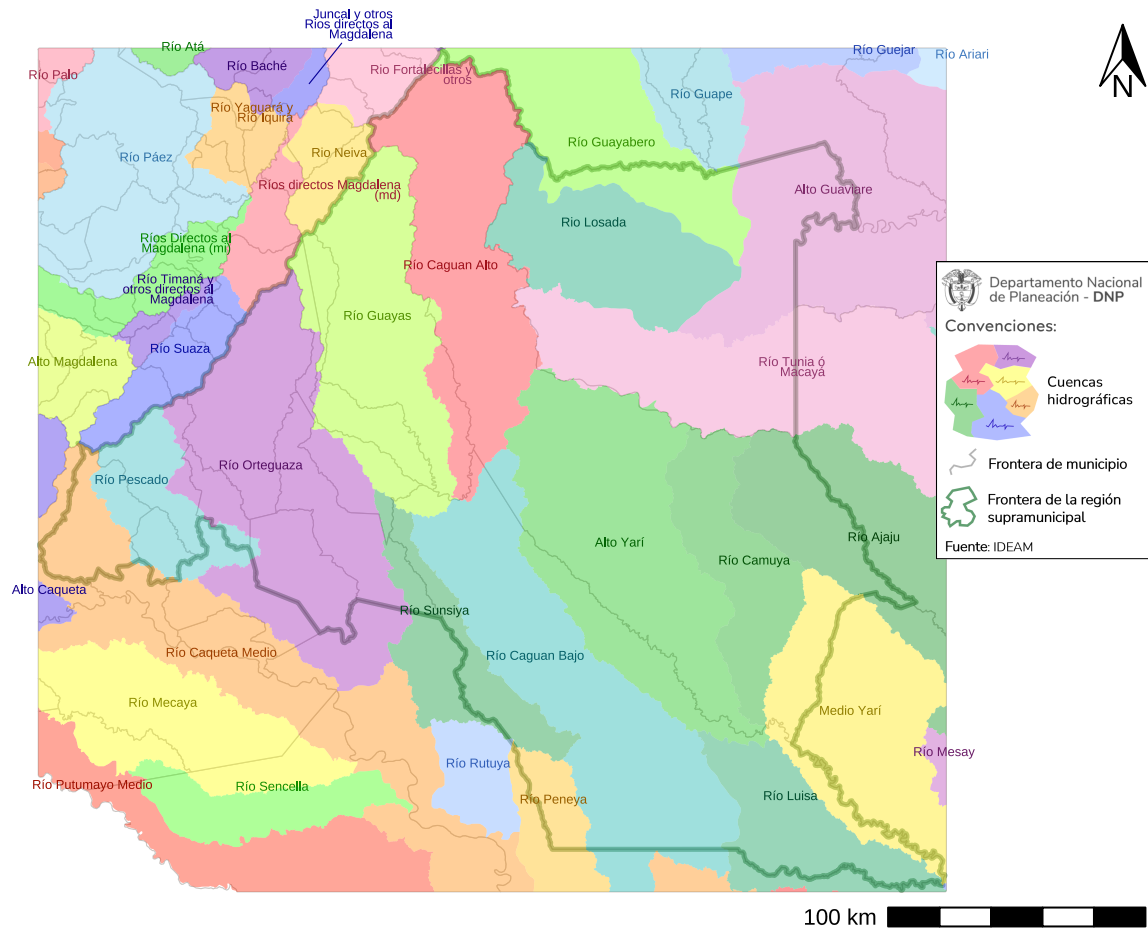 Juncal y otros
Rios directos al
Magdalena
Río Atá
Río Baché
Río Palo
Rio Fortalecillas y
otros
Río Guejar
Río Ariari
N
Río Guape
Río Yaguará y
Río Iquira
Río Páez
Rio Neiva
Río Guayabero
Ríos directos Magdalena
(md)
Alto Guaviare
Rio Losada
Ríos Directos al
Magdalena (mi)
Río Caguan Alto
Río Timaná y
otros directos al
Magdalena
Río Guayas
Río Suaza
Alto Magdalena
Río Tunia ó
Macayá
Río Orteguaza
Río Pescado
Alto Yarí
Río Camuya
Río Ajaju
Alto Caqueta
Río Sunsiya
Río Caqueta Medio
Río Caguan Bajo
Río Mecaya
Medio Yarí
Río Mesay
Río Rutuya
Río Putumayo Medio
Río Sencella
Río Peneya
Río Luisa
Departamento Nacional
de Planeación - DNP
Convenciones:
Cuencas
hidrográficas
Frontera de municipio
Frontera de la región
supramunicipal
Fuente: IDEAM
100 km